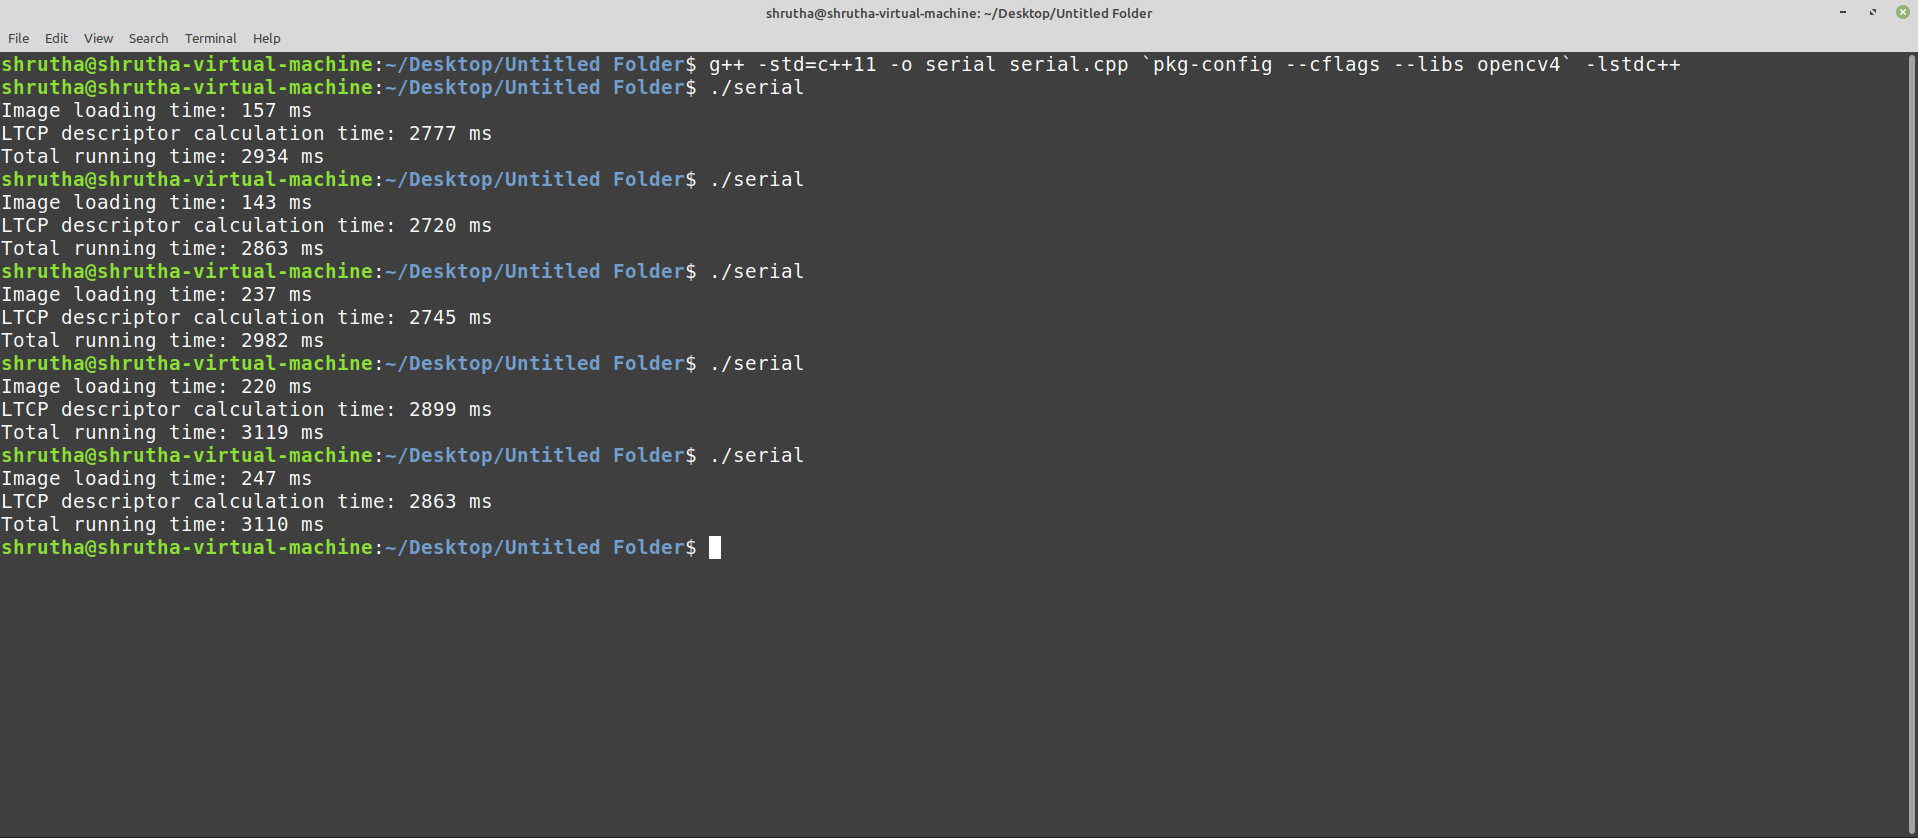 shrutha@shrutha-virtual-machine: ~/Desktop/Untitled Folder
File Edit View Search Terminal Help
shrutha@shrutha-virtual-machine:~/Desktop/Untitled Folder$ g++ -std=c++11 -o serial serial.cpp `pkg-config --cflags --libs opencv4` -lstdc++
shrutha@shrutha-virtual-machine:~/Desktop/Untitled Folder$ ./serial
Image loading time: 157 ms
LTCP descriptor calculation time: 2777 ms
Total running time: 2934 ms
shrutha@shrutha-virtual-machine:~/Desktop/Untitled Folder$ ./serial
Image loading time: 143 ms
LTCP descriptor calculation time: 2720 ms
Total running time: 2863 ms
shrutha@shrutha-virtual-machine:~/Desktop/Untitled Folder$ ./serial
Image loading time: 237 ms
LTCP descriptor calculation time: 2745 ms
Total running time: 2982 ms
shrutha@shrutha-virtual-machine:~/Desktop/Untitled Folder$ ./serial
Image loading time: 220 ms
LTCP descriptor calculation time: 2899 ms
Total running time: 3119 ms
shrutha@shrutha-virtual-machine:~/Desktop/Untitled Folder$ ./serial
Image loading time: 247 ms
LTCP descriptor calculation time: 2863 ms
Total running time: 3110 ms
shrutha@shrutha-virtual-machine:~/Desktop/Untitled Folder$